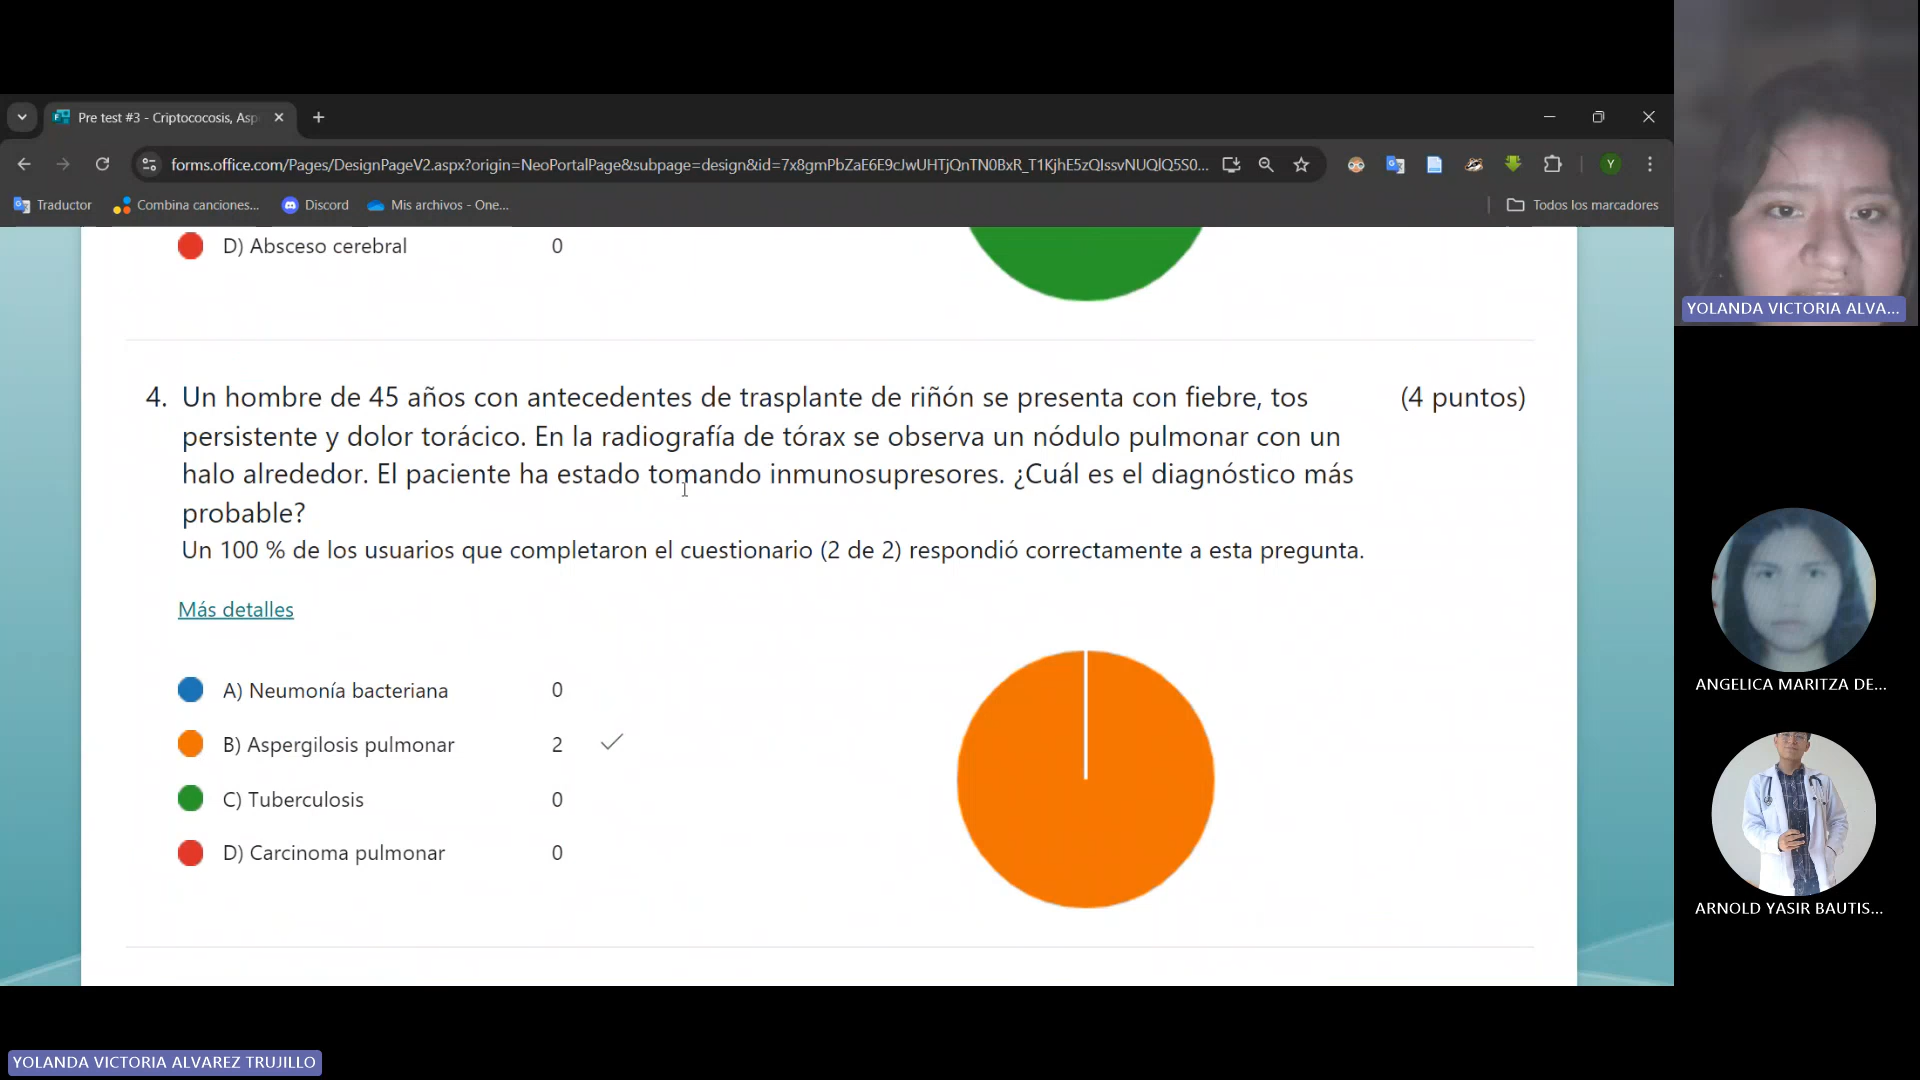 Pre test #3 - Criptococosis, Asp
forms.office.com/Pages/DesignPageV2.aspx?origin=NeoPortalPage&subpage=design&id=7x8gmPbZaE6E9cJwUHTjQnTN0BxR_T1KjhE5zQIssvNUQlQ5S0...
Y
Traductor
Combina canciones...
Discord
Mis archivos - One...
Todos los marcadores
D) Absceso cerebral 0
4. Un hombre de 45 años con antecedentes de trasplante de riñón se presenta con fiebre, tos (4 puntos)
persistente y dolor torácico. En la radiografía de tórax se observa un nódulo pulmonar con un
halo alrededor. El paciente ha estado tomando inmunosupresores. ¿Cuál es el diagnóstico más
probable?
Un 100 % de los usuarios que completaron el cuestionario (2 de 2) respondió correctamente a esta pregunta.
Más detalles
A) Neumonía bacteriana 0
B) Aspergilosis pulmonar 2
C) Tuberculosis 0
D) Carcinoma pulmonar 0
YOLANDA VICTORIA ALVA...
ANGELICA MARITZA DE...
ARNOLD YASIR BAUTIS...
YOLANDA VICTORIA ALVAREZ TRUJILLO